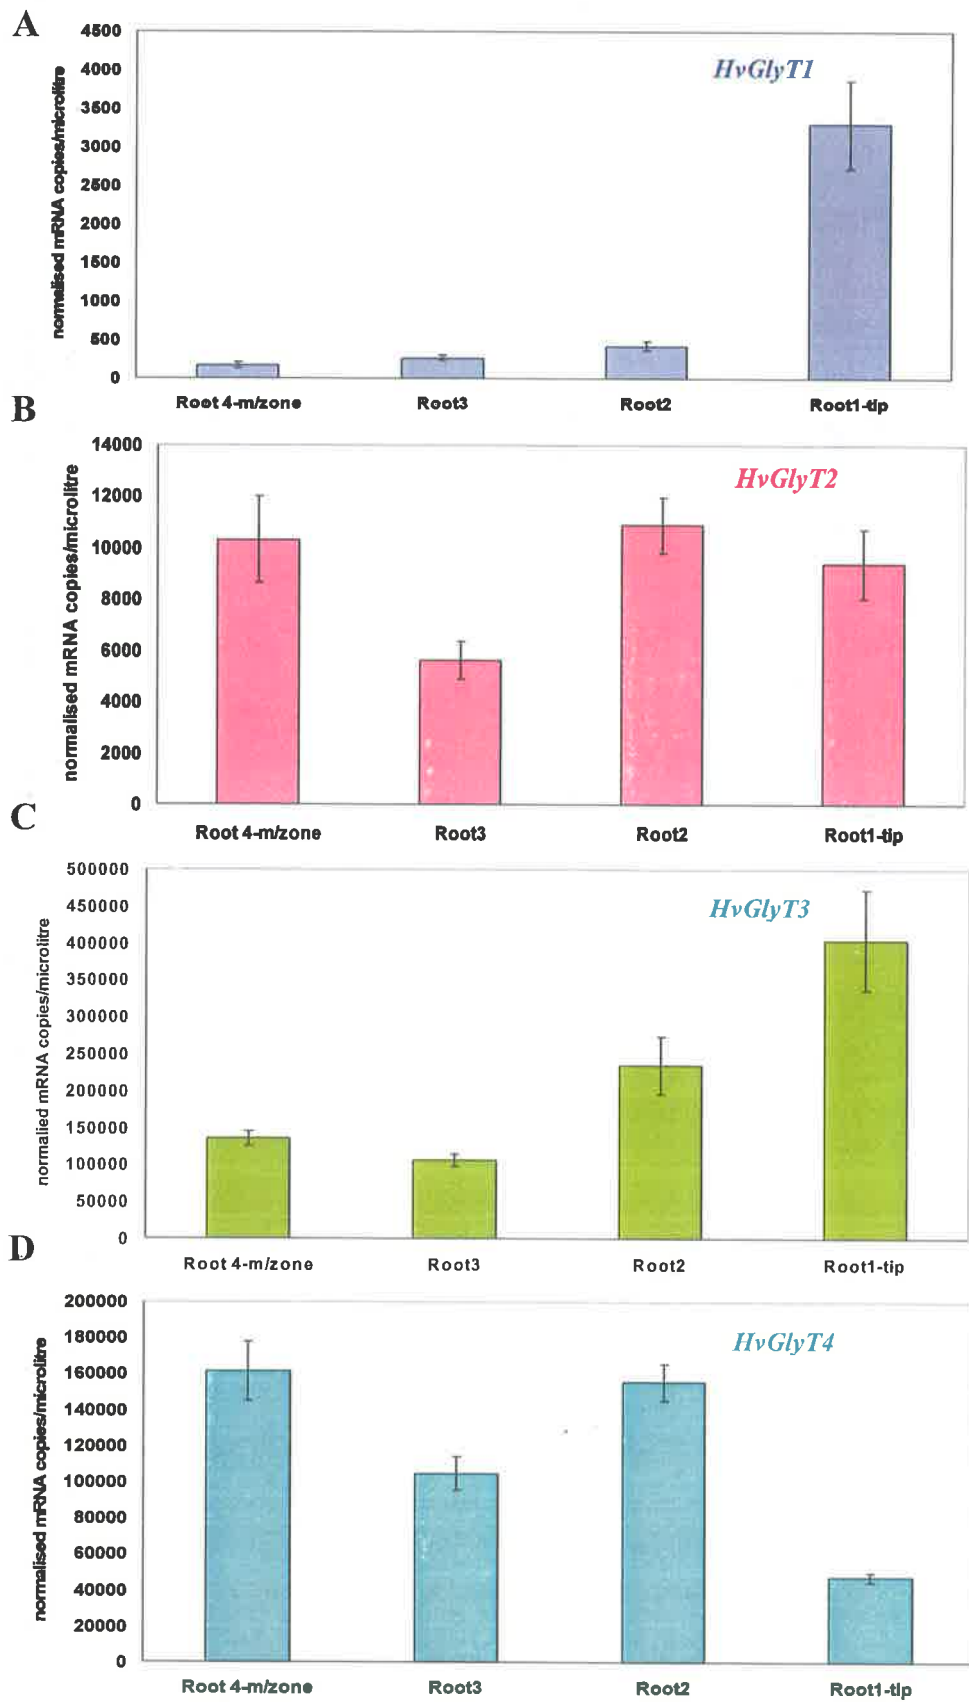 A
normalised mRNA copies/microlitre
4500
4000
3500
3000
2500
2000
1500
1000
500
0
HvGlyT1
Root 4-m/zone Root3 Root2 Root1-tip
B
normalised mRNA copies/microlitre
14000
12000
10000
8000
6000
4000
2000
0
HvGlyT2
Root 4-m/zone Root3 Root2 Root1-tip
C
normalied mRNA copies/microlitre
500000
450000
400000
350000
300000
250000
200000
150000
100000
50000
0
HvGlyT3
Root 4-m/zone Root3 Root2 Root1-tip
D
normalised mRNA copies/microlitre
200000
180000
160000
140000
120000
100000
80000
60000
40000
20000
0
HvGlyT4
Root 4-m/zone Root3 Root2 Root1-tip